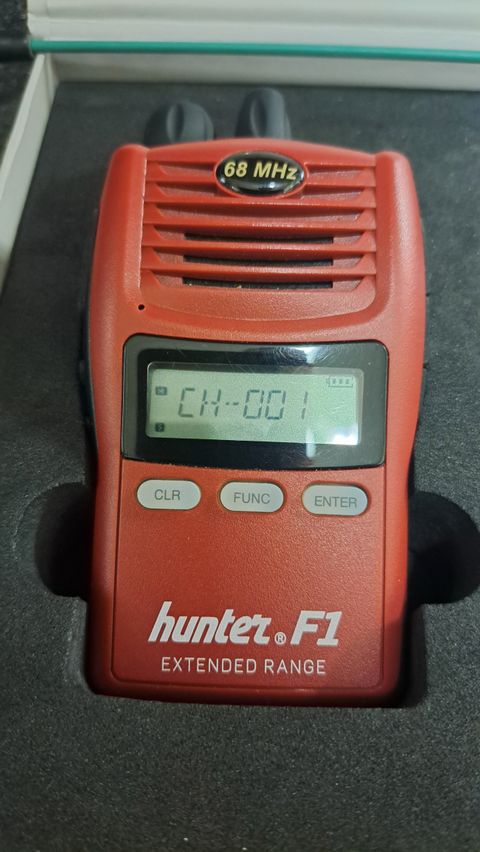 68 MHz
CH-001
CLR FUNC ENTER
hunter® F1
EXTENDED RANGE